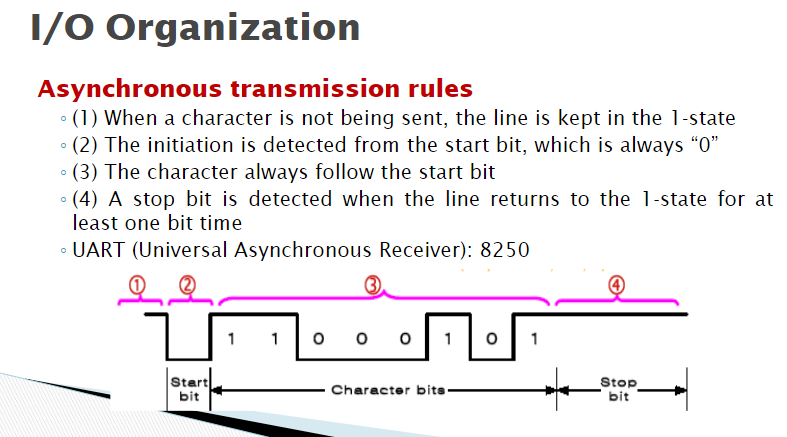 I/O Organization
Asynchronous transmission rules
◦ (1) When a character is not being sent, the line is kept in the 1-state
◦ (2) The initiation is detected from the start bit, which is always “0”
◦ (3) The character always follow the start bit
◦ (4) A stop bit is detected when the line returns to the 1-state for at
least one bit time
◦ UART (Universal Asynchronous Receiver): 8250
① ② ③ ④
1 1 0 0 0 1 0 1
Start
bit
Character bits
Stop
bit